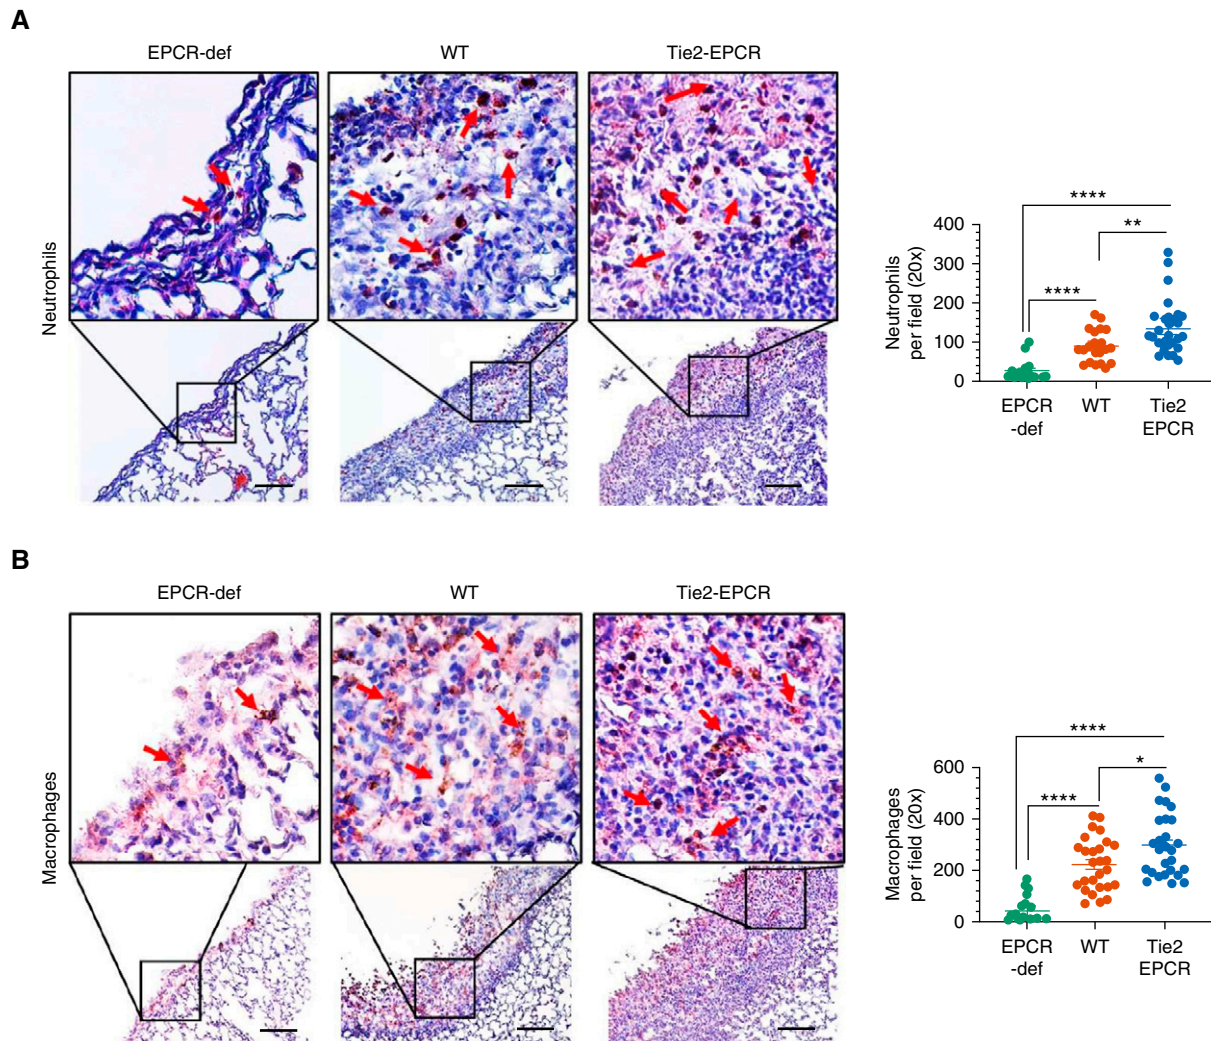 A
EPCR-def
WT
Tie2-EPCR
Neutrophils
****
**
****
Neutrophils
per field (20x)
400
300
200
100
0
EPCR
-def
WT
Tie2
EPCR
B
EPCR-def
WT
Tie2-EPCR
Macrophages
****
*
****
Macrophages
per field (20x)
600
400
200
0
EPCR
-def
WT
Tie2
EPCR